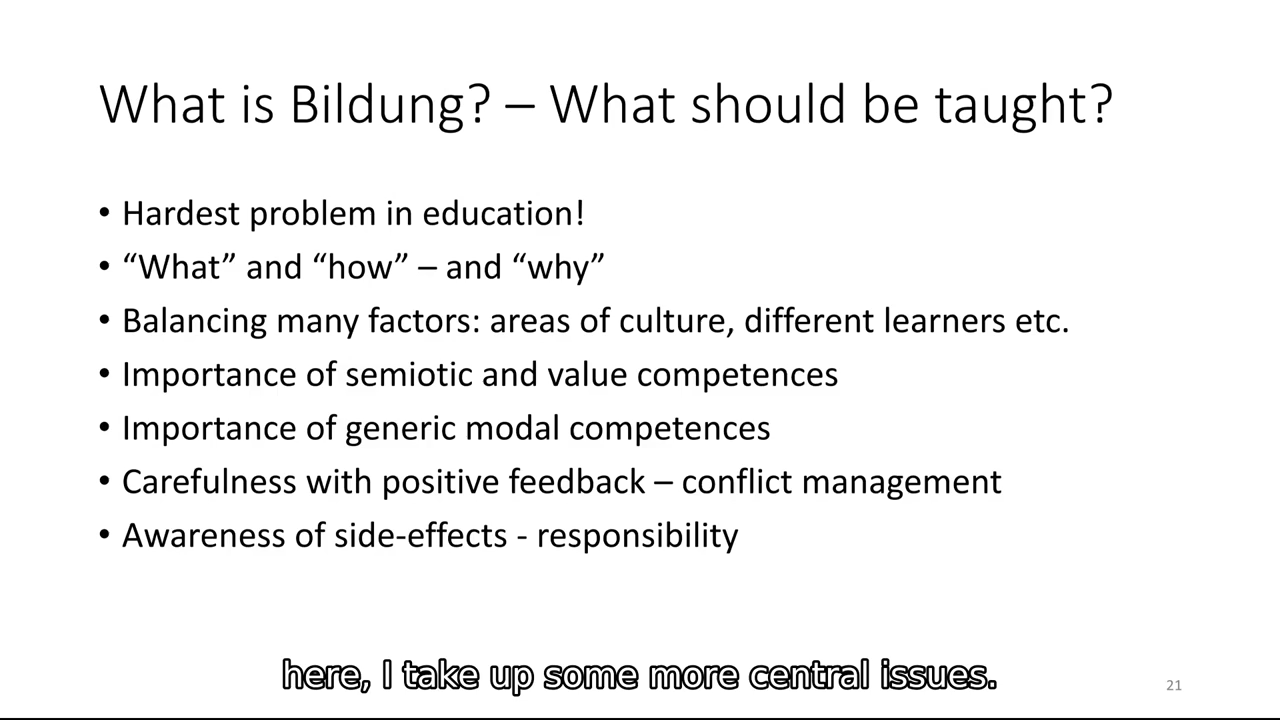 What is Bildung? – What should be taught?
• Hardest problem in education!
• “What” and “how” – and “why”
• Balancing many factors: areas of culture, different learners etc.
• Importance of semiotic and value competences
• Importance of generic modal competences
• Carefulness with positive feedback – conflict management
• Awareness of side-effects - responsibility
here, I take up some more central issues.
21